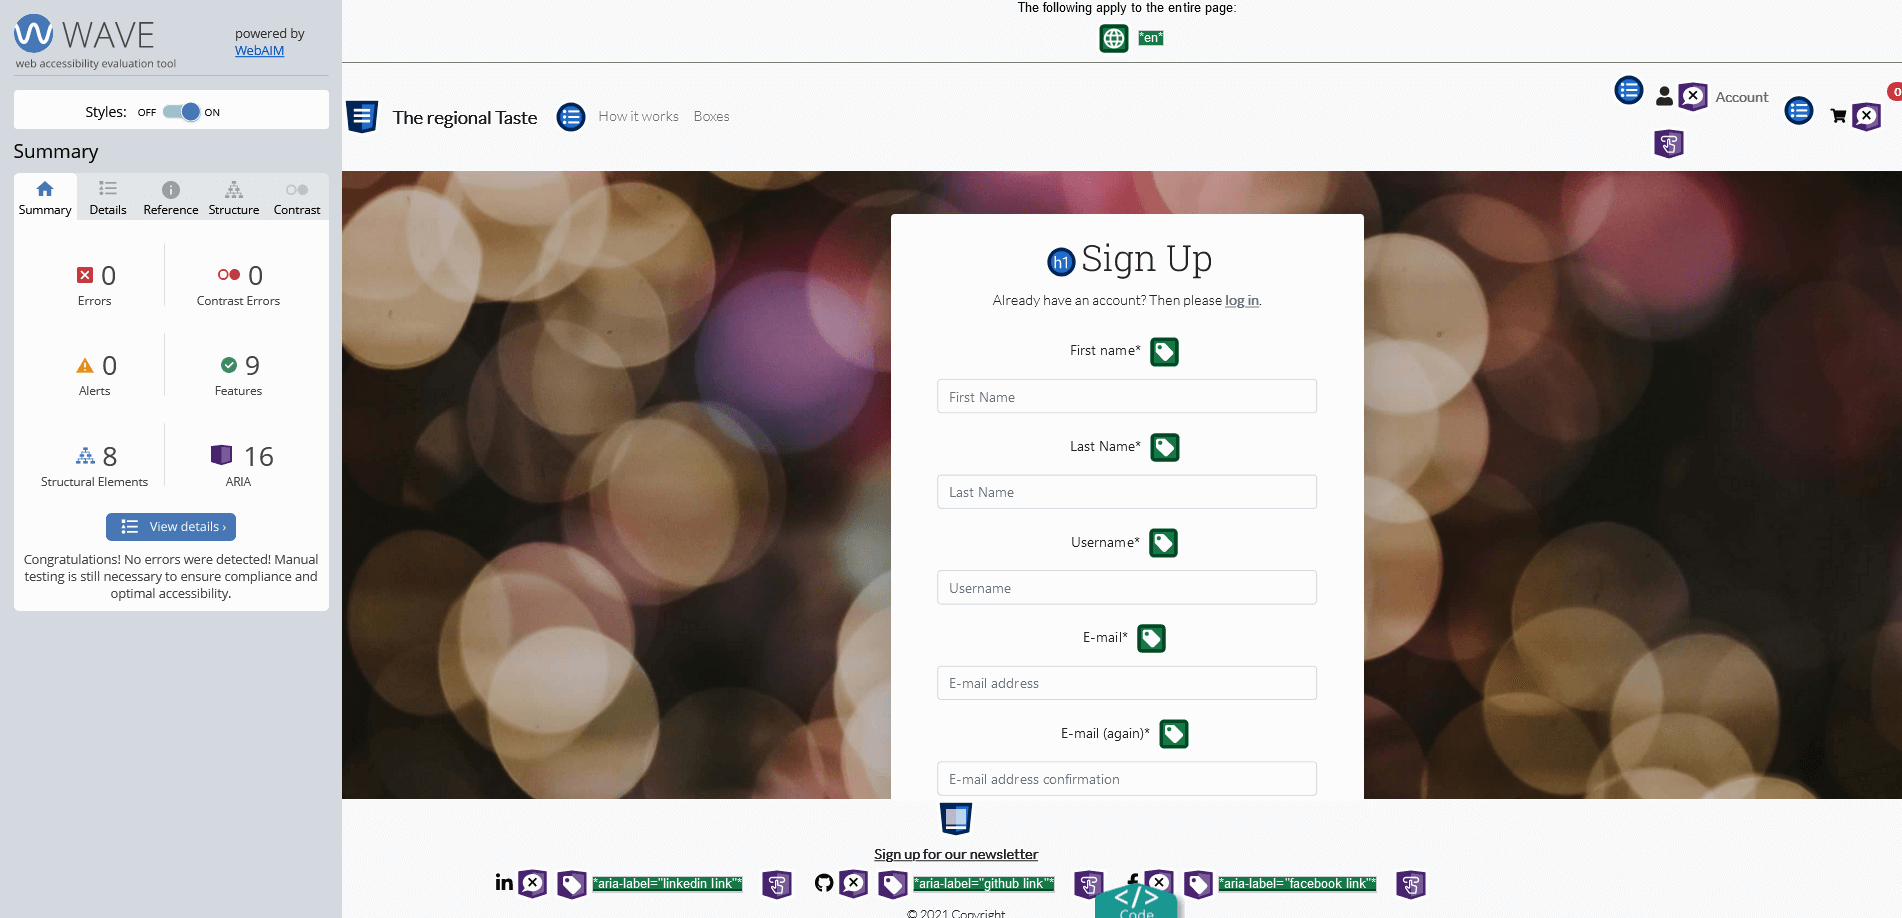 WAVE
web accessibility evaluation tool
powered by
WebAIM
Styles: OFF ON
Summary
Summary Details Reference Structure Contrast
0 0
Errors Contrast Errors
0 9
Alerts Features
8 16
Structural Elements ARIA
View details ›
Congratulations! No errors were detected! Manual
testing is still necessary to ensure compliance and
optimal accessibility.
The following apply to the entire page:
*en*
The regional Taste How it works Boxes Account 0
h1 Sign Up
Already have an account? Then please log in.
First name*
First Name
Last Name*
Last Name
Username*
Username
E-mail*
E-mail address
E-mail (again)*
E-mail address confirmation
Sign up for our newsletter
in *aria-label="linkedin link"* *aria-label="github link"* f *aria-label="facebook link"*
</>
Code
© 2021 Copyright